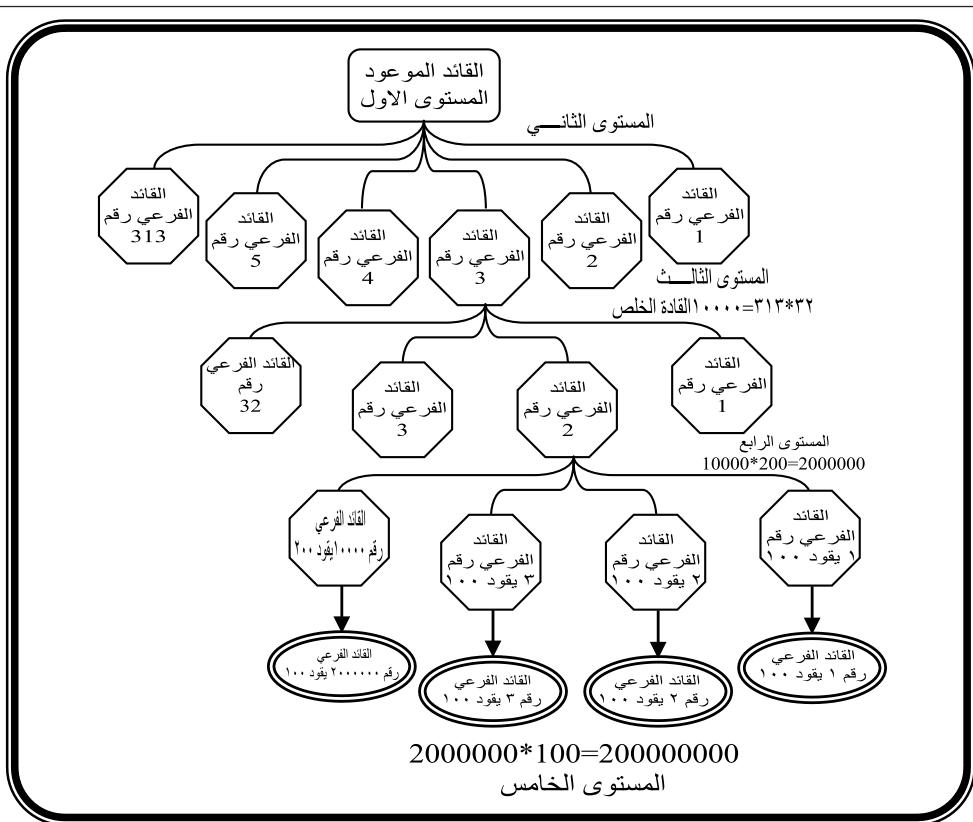 القائد الموعود
المستوى الاول
المستوى الثانـــي
القائد
الفرعي رقم
1
القائد
الفرعي رقم
2
القائد
الفرعي رقم
3
القائد
الفرعي رقم
4
القائد
الفرعي رقم
5
القائد
الفرعي رقم
313
المستوى الثالـــث
٣٢*٣١٣=١٠٠٠٠القادة الخلص
القائد
الفرعي رقم
1
القائد
الفرعي رقم
2
القائد
الفرعي رقم
3
القائد الفرعي
رقم
32
المستوى الرابع
10000*200=2000000
القائد
الفرعي رقم
١ يقود ١٠٠
القائد
الفرعي رقم
٢ يقود ١٠٠
القائد
الفرعي رقم
٣ يقود ١٠٠
القائد الفرعي
رقم ١٠٠٠٠يقود ٢٠٠
القائد الفرعي
رقم ١ يقود ١٠٠
القائد الفرعي
رقم ٢ يقود ١٠٠
القائد الفرعي
رقم ٣ يقود ١٠٠
القائد الفرعي
رقم ٢٠٠٠٠٠٠ يقود ١٠٠
2000000*100=200000000
المستوى الخامس